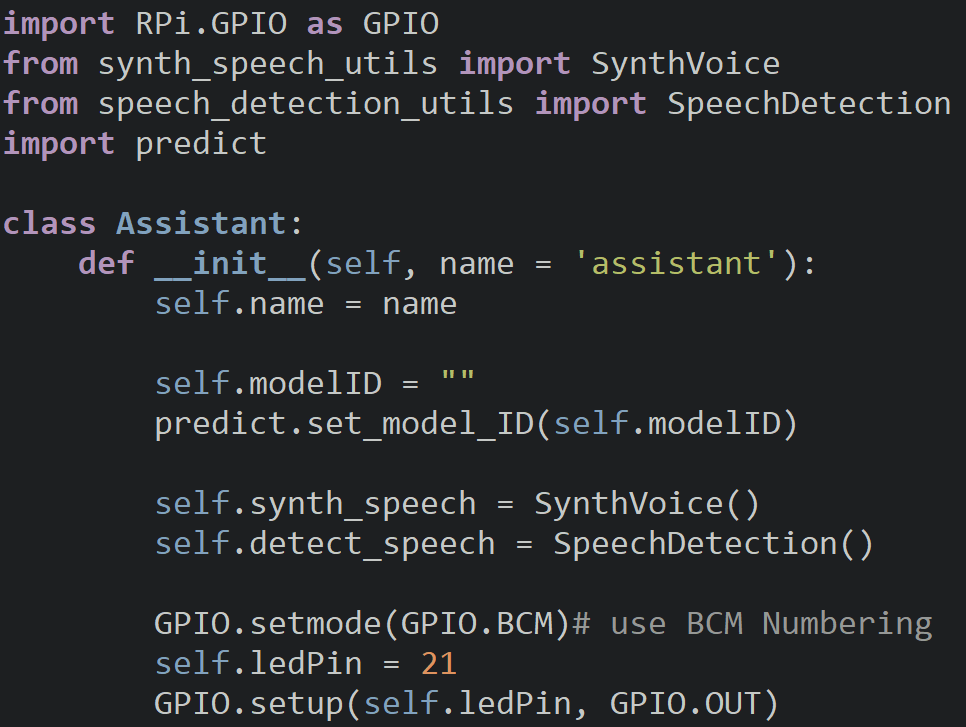 import RPi.GPIO as GPIO
from synth_speech_utils import SynthVoice
from speech_detection_utils import SpeechDetection
import predict

class Assistant:
    def __init__(self, name = 'assistant'):
        self.name = name

        self.modelID = ""
        predict.set_model_ID(self.modelID)

        self.synth_speech = SynthVoice()
        self.detect_speech = SpeechDetection()

        GPIO.setmode(GPIO.BCM)# use BCM Numbering
        self.ledPin = 21
        GPIO.setup(self.ledPin, GPIO.OUT)